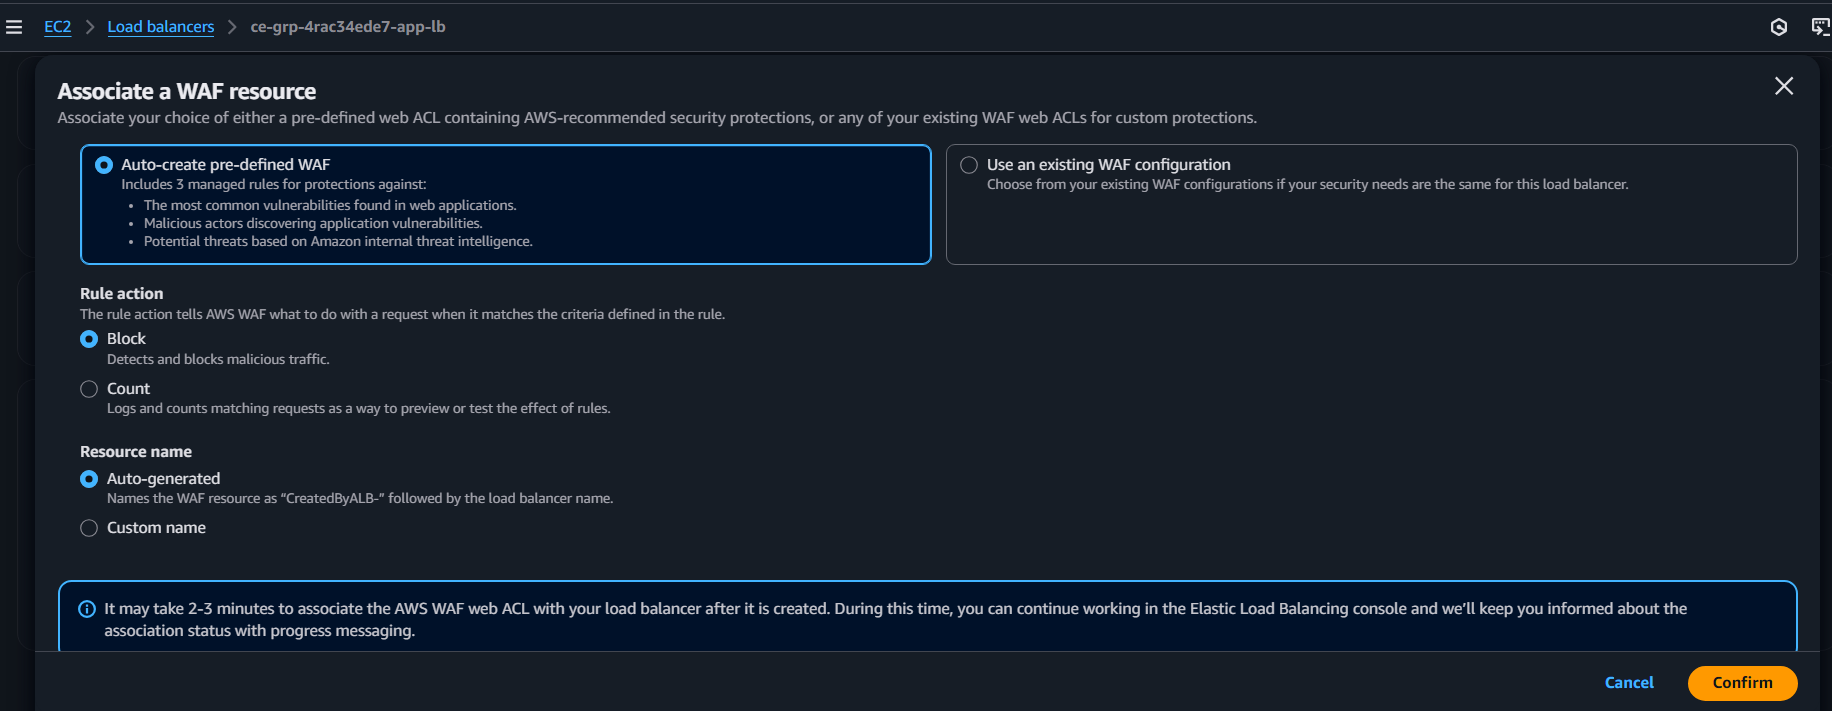 EC2 > Load balancers > ce-grp-4rac34ede7-app-lb
Associate a WAF resource
Associate your choice of either a pre-defined web ACL containing AWS-recommended security protections, or any of your existing WAF web ACLs for custom protections.
Auto-create pre-defined WAF
Includes 3 managed rules for protections against:
• The most common vulnerabilities found in web applications.
• Malicious actors discovering application vulnerabilities.
• Potential threats based on Amazon internal threat intelligence.
Use an existing WAF configuration
Choose from your existing WAF configurations if your security needs are the same for this load balancer.
Rule action
The rule action tells AWS WAF what to do with a request when it matches the criteria defined in the rule.
Block
Detects and blocks malicious traffic.
Count
Logs and counts matching requests as a way to preview or test the effect of rules.
Resource name
Auto-generated
Names the WAF resource as “CreatedByALB-” followed by the load balancer name.
Custom name
It may take 2-3 minutes to associate the AWS WAF web ACL with your load balancer after it is created. During this time, you can continue working in the Elastic Load Balancing console and we’ll keep you informed about the
association status with progress messaging.
Cancel
Confirm